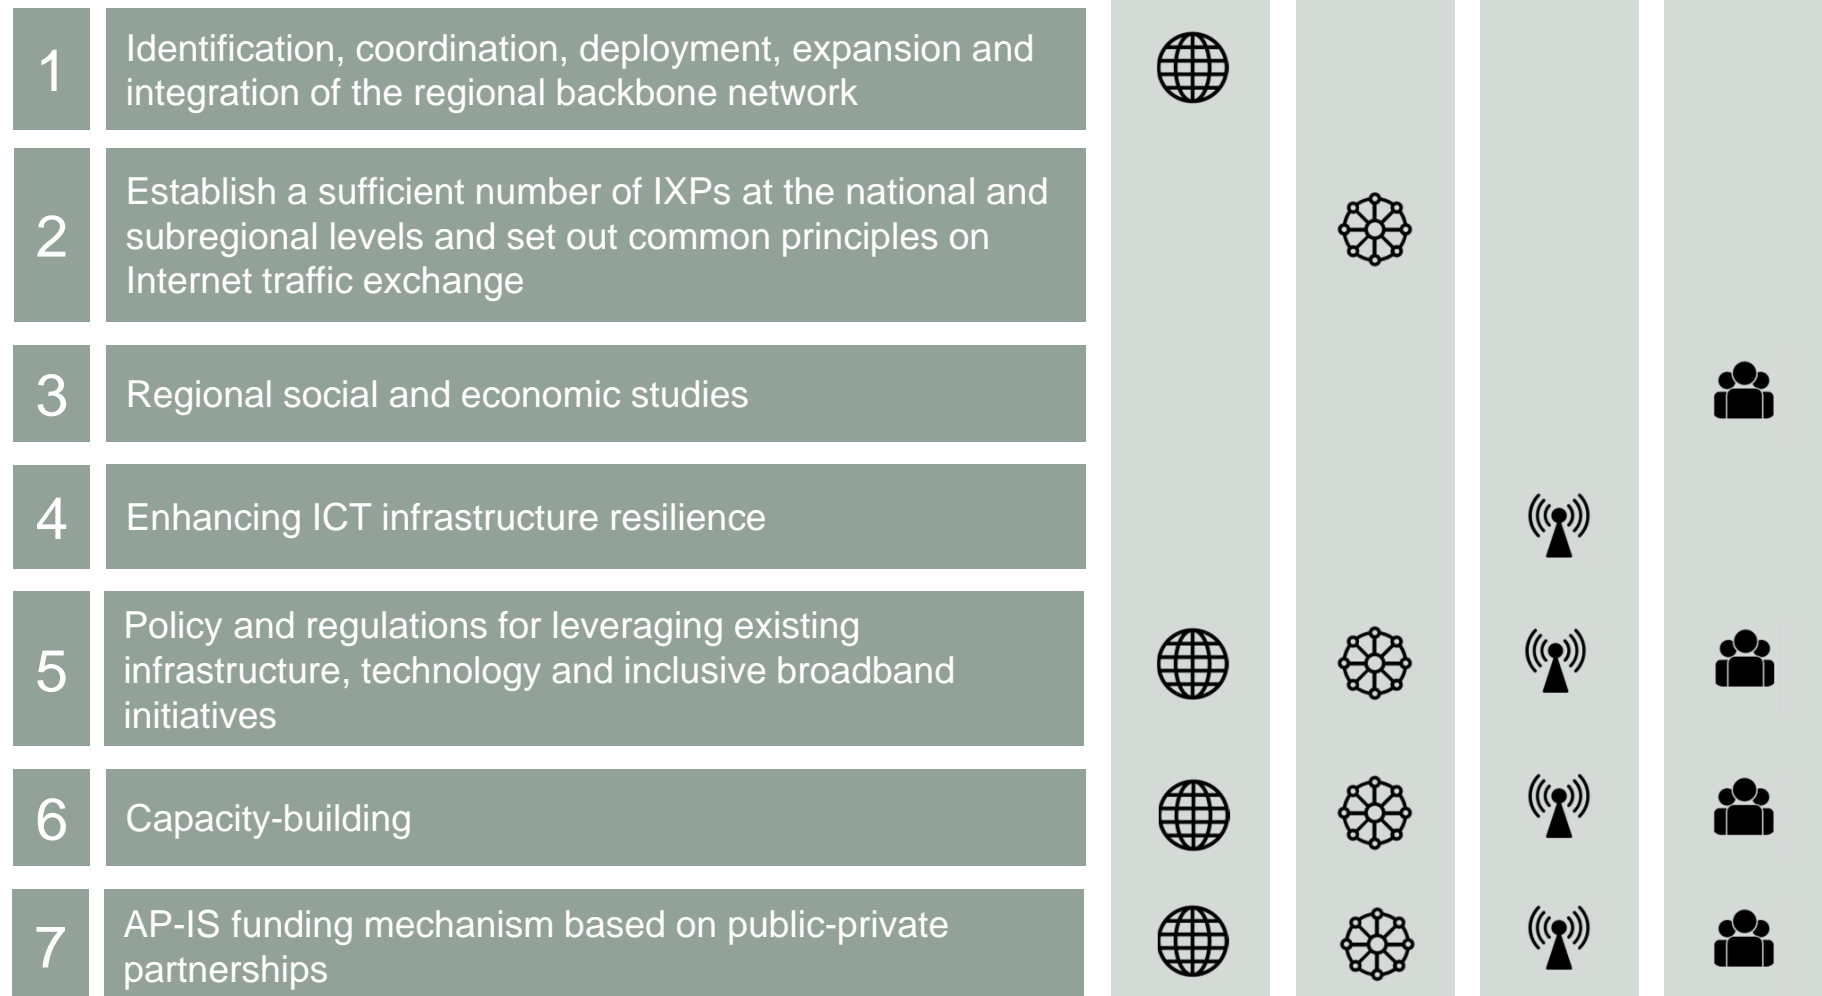 1
Identification, coordination, deployment, expansion and
integration of the regional backbone network
2
Establish a sufficient number of IXPs at the national and
subregional levels and set out common principles on
Internet traffic exchange
3
Regional social and economic studies
4
Enhancing ICT infrastructure resilience
5
Policy and regulations for leveraging existing
infrastructure, technology and inclusive broadband
initiatives
6
Capacity-building
7
AP-IS funding mechanism based on public-private
partnerships